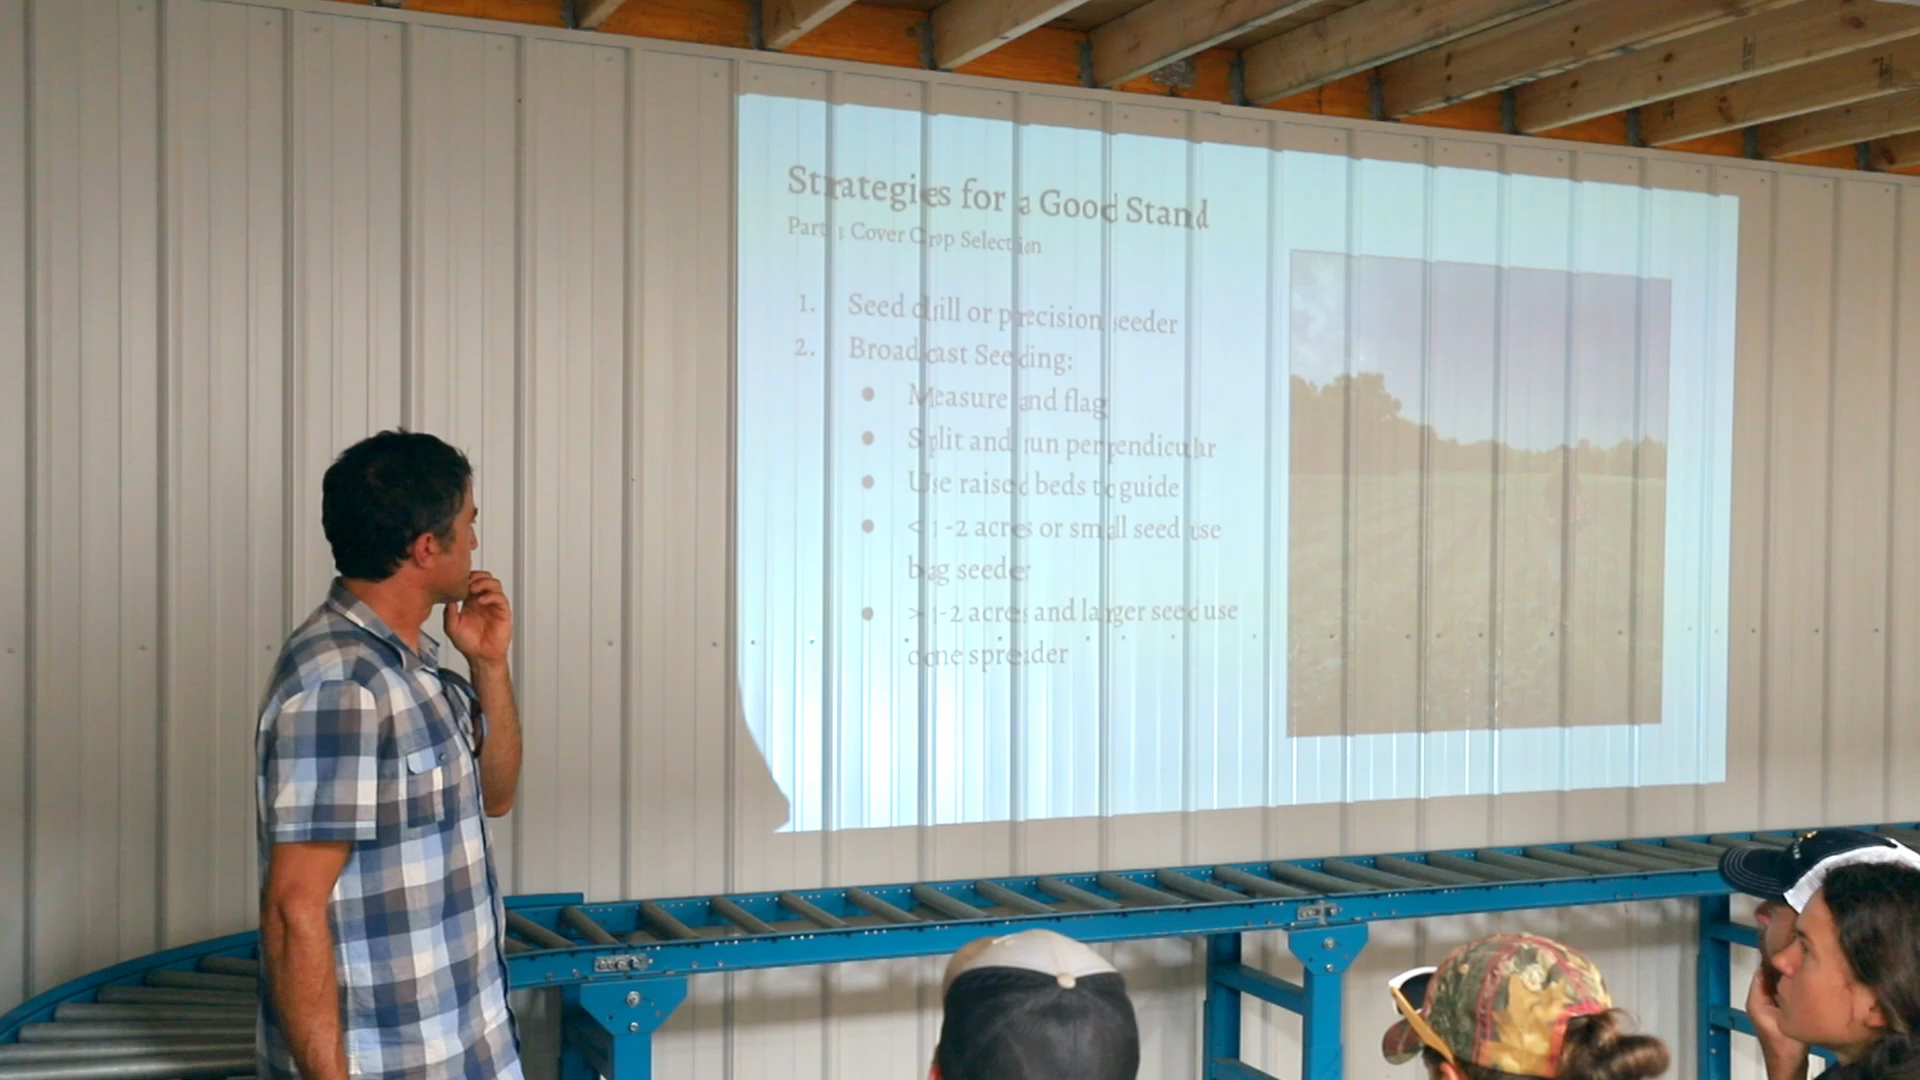 Strategies for a Good Stand
Part 1: Cover Crop Selection
1. Seed drill or precision seeder
2. Broadcast Seeding:
● Measure and flag
● Split and run perpendicular
● Use raised beds to guide
● < 1-2 acres or small seed use
bag seeder
● > 1-2 acres and larger seed use
cone spreader